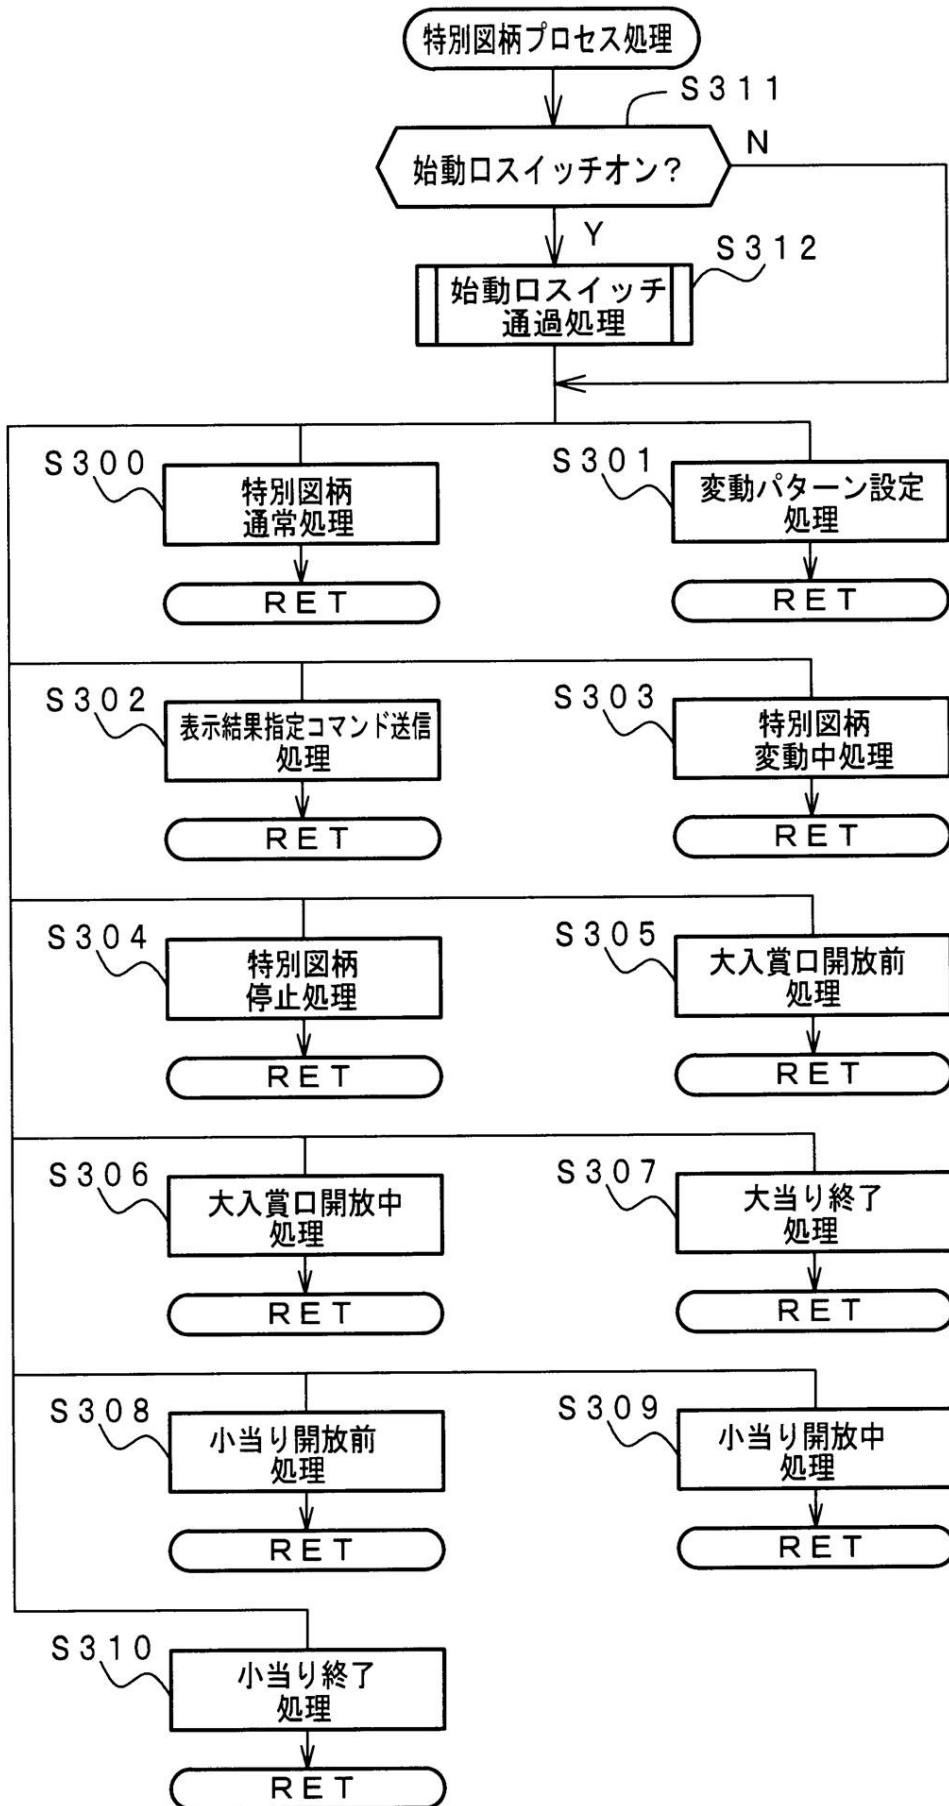 特別図柄プロセス処理
S311
始動口スイッチオン?
N
Y
S312
始動口スイッチ
通過処理
S300
特別図柄
通常処理
RET
S301
変動パターン設定
処理
RET
S302
表示結果指定コマンド送信
処理
RET
S303
特別図柄
変動中処理
RET
S304
特別図柄
停止処理
RET
S305
大入賞口開放前
処理
RET
S306
大入賞口開放中
処理
RET
S307
大当り終了
処理
RET
S308
小当り開放前
処理
RET
S309
小当り開放中
処理
RET
S310
小当り終了
処理
RET